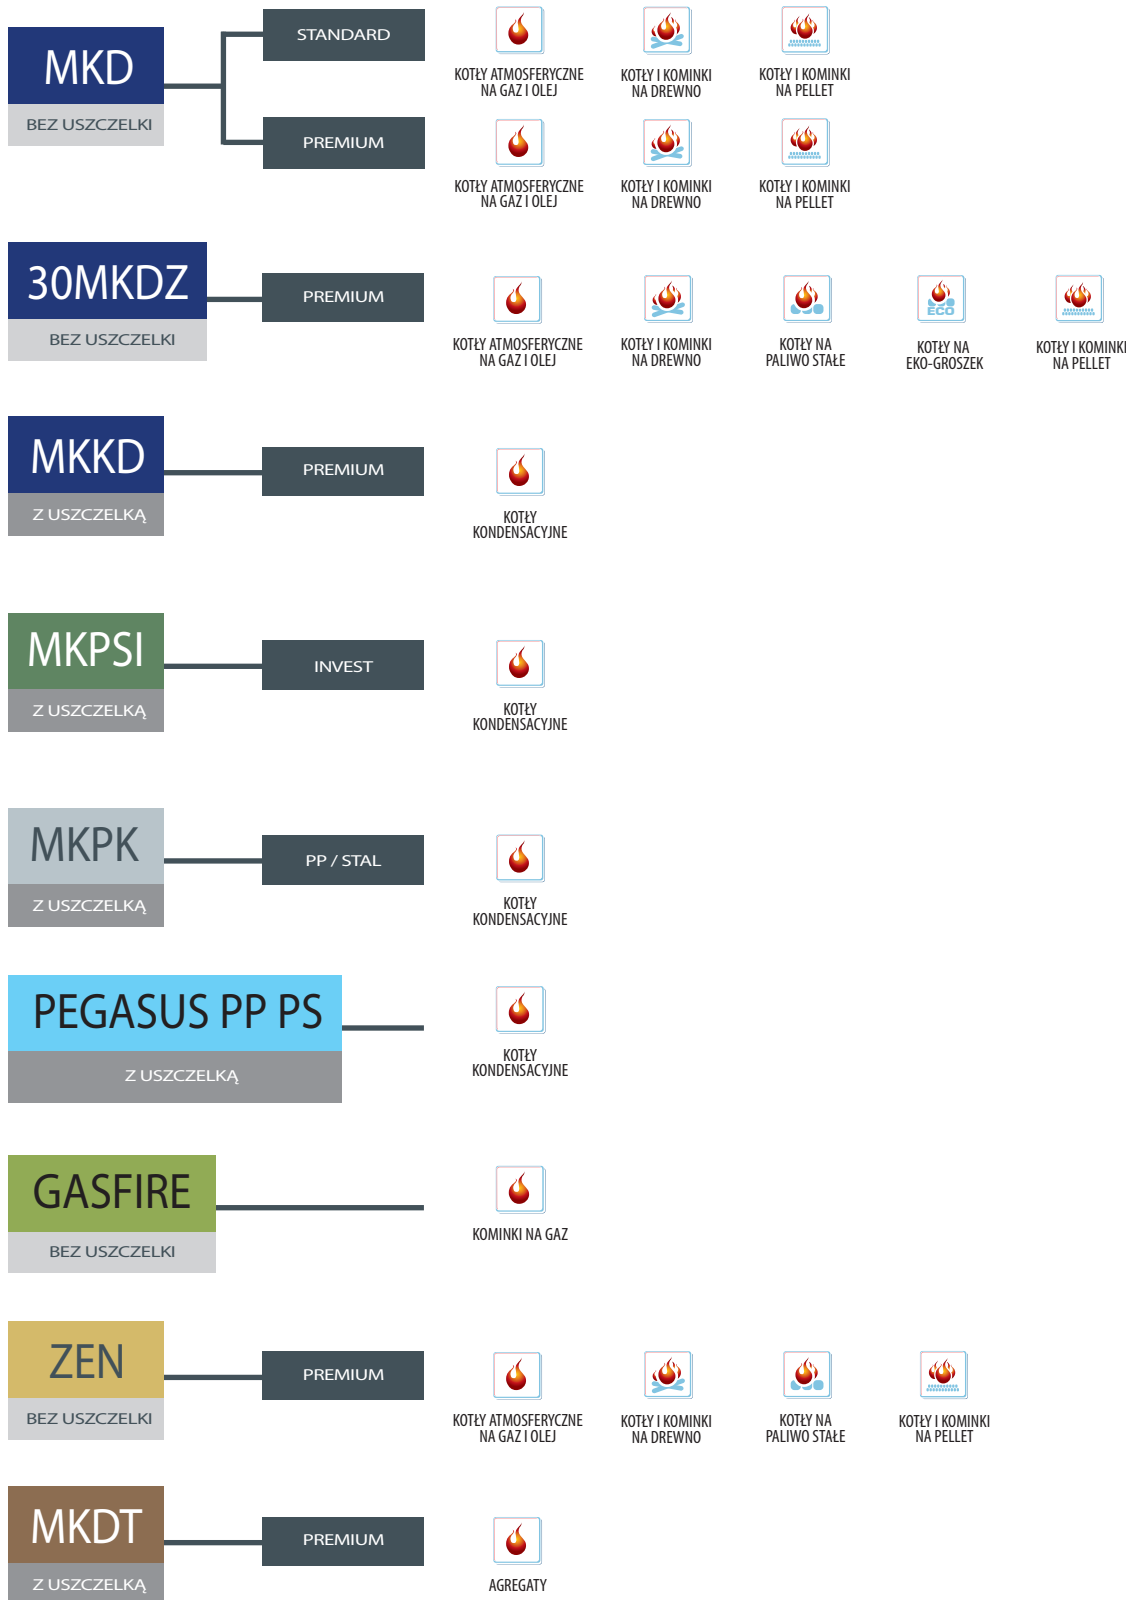 MKD
BEZ USZCZELKI
STANDARD
KOTŁY ATMOSFERYCZNE
NA GAZ I OLEJ
KOTŁY I KOMINKI
NA DREWNO
KOTŁY I KOMINKI
NA PELLET
PREMIUM
KOTŁY ATMOSFERYCZNE
NA GAZ I OLEJ
KOTŁY I KOMINKI
NA DREWNO
KOTŁY I KOMINKI
NA PELLET
30MKDZ
BEZ USZCZELKI
PREMIUM
KOTŁY ATMOSFERYCZNE
NA GAZ I OLEJ
KOTŁY I KOMINKI
NA DREWNO
KOTŁY NA
PALIWO STAŁE
ECO
KOTŁY NA
EKO-GROSZEK
KOTŁY I KOMINKI
NA PELLET
MKKD
Z USZCZELKĄ
PREMIUM
KOTŁY
KONDENSACYJNE
MKPSI
Z USZCZELKĄ
INVEST
KOTŁY
KONDENSACYJNE
MKPK
Z USZCZELKĄ
PP / STAL
KOTŁY
KONDENSACYJNE
PEGASUS PP PS
Z USZCZELKĄ
KOTŁY
KONDENSACYJNE
GASFIRE
BEZ USZCZELKI
KOMINKI NA GAZ
ZEN
BEZ USZCZELKI
PREMIUM
KOTŁY ATMOSFERYCZNE
NA GAZ I OLEJ
KOTŁY I KOMINKI
NA DREWNO
KOTŁY NA
PALIWO STAŁE
KOTŁY I KOMINKI
NA PELLET
MKDT
Z USZCZELKĄ
PREMIUM
AGREGATY